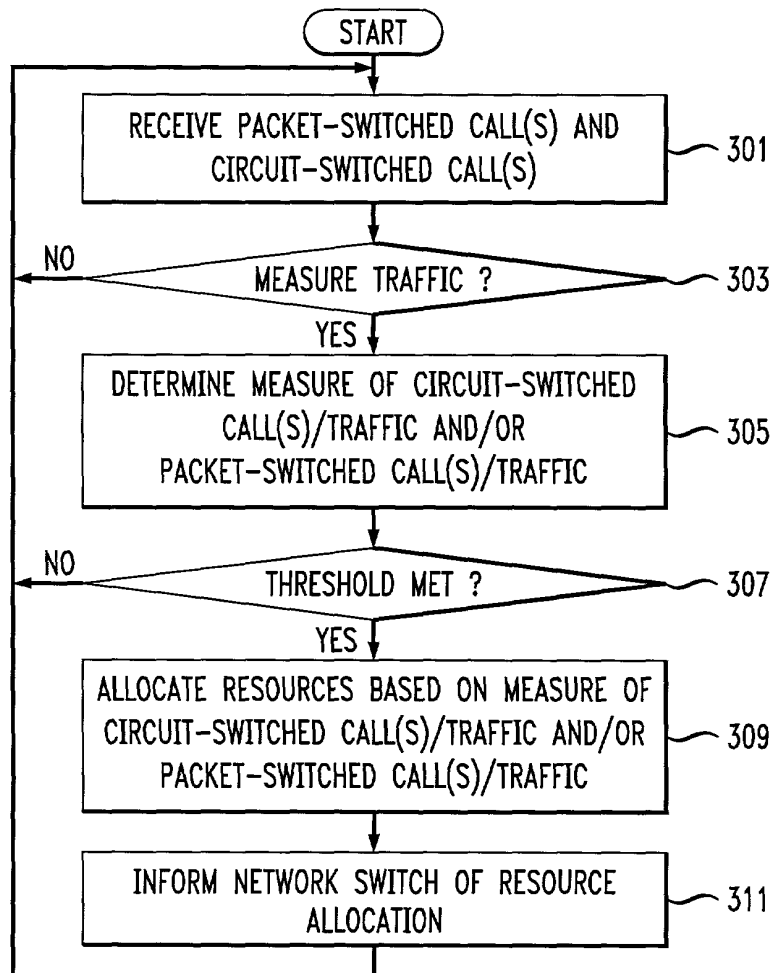 START
RECEIVE PACKET-SWITCHED CALL(S) AND
CIRCUIT-SWITCHED CALL(S)
301
NO
MEASURE TRAFFIC ?
303
YES
DETERMINE MEASURE OF CIRCUIT-SWITCHED
CALL(S)/TRAFFIC AND/OR
PACKET-SWITCHED CALL(S)/TRAFFIC
305
NO
THRESHOLD MET ?
307
YES
ALLOCATE RESOURCES BASED ON MEASURE OF
CIRCUIT-SWITCHED CALL(S)/TRAFFIC AND/OR
PACKET-SWITCHED CALL(S)/TRAFFIC
309
INFORM NETWORK SWITCH OF RESOURCE
ALLOCATION
311